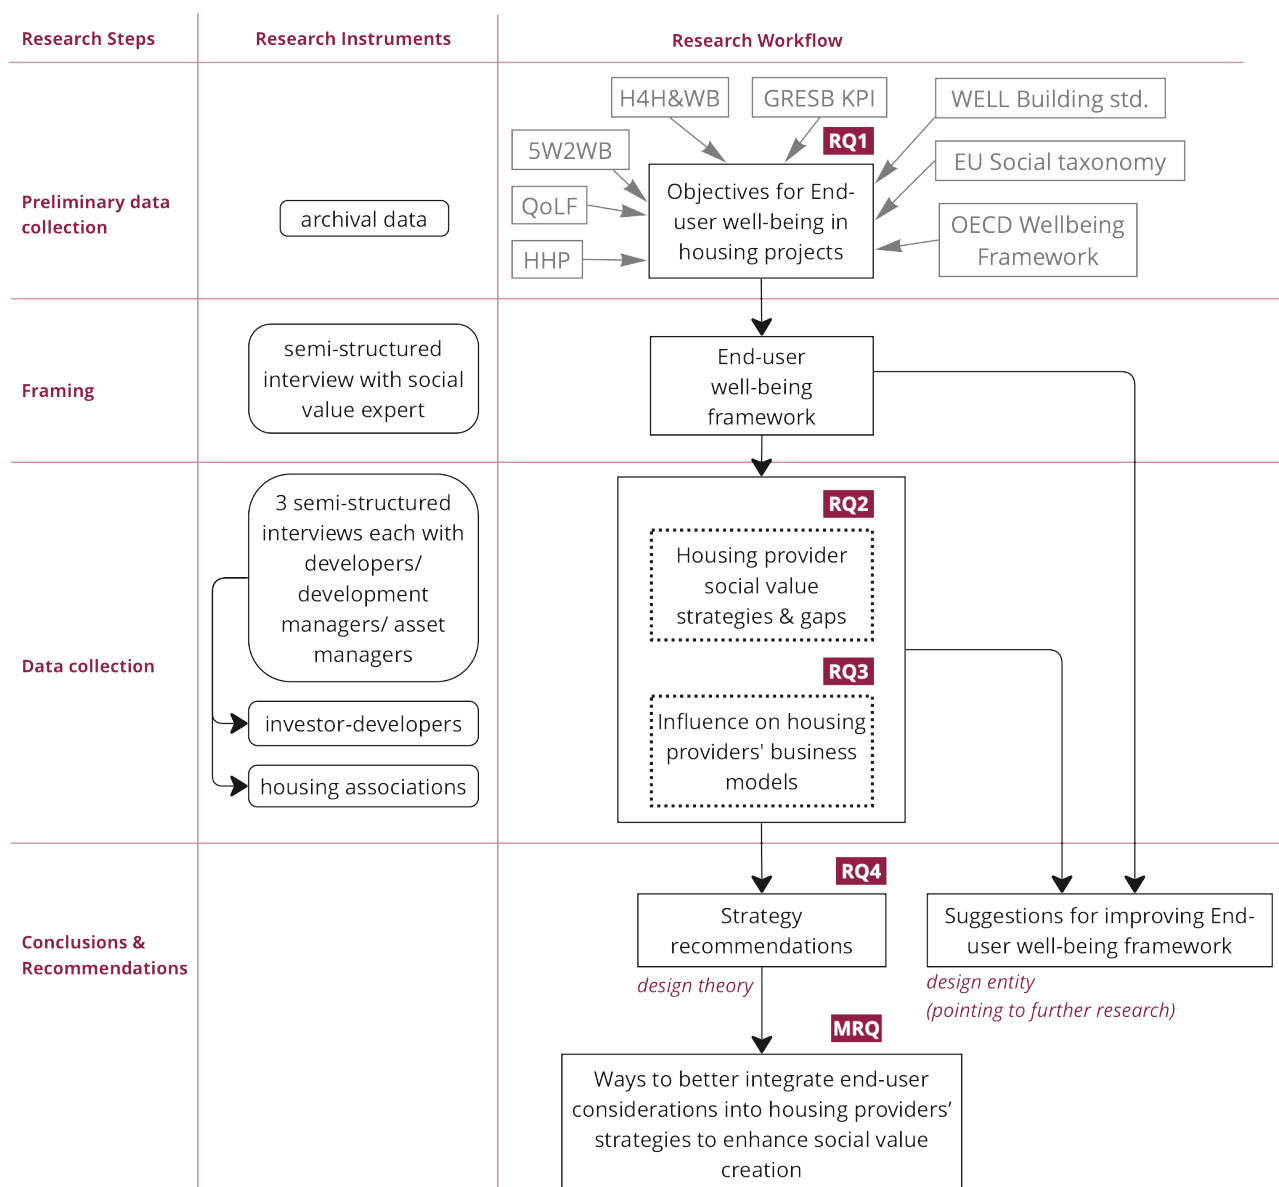 Research Steps
Research Instruments
Research Workflow
Preliminary data
collection
archival data
H4H&WB
GRESB KPI
WELL Building std.
5W2WB
RQ1
EU Social taxonomy
QoLF
HHP
OECD Wellbeing
Framework
Objectives for End-
user well-being in
housing projects
Framing
semi-structured
interview with social
value expert
End-user
well-being
framework
Data collection
3 semi-structured
interviews each with
developers/
development
managers/ asset
managers
investor-developers
housing associations
RQ2
Housing provider
social value
strategies & gaps
RQ3
Influence on housing
providers' business
models
Conclusions &
Recommendations
RQ4
Strategy
recommendations
design theory
Suggestions for improving End-
user well-being framework
design entity
(pointing to further research)
MRQ
Ways to better integrate end-user
considerations into housing providers’
strategies to enhance social value
creation